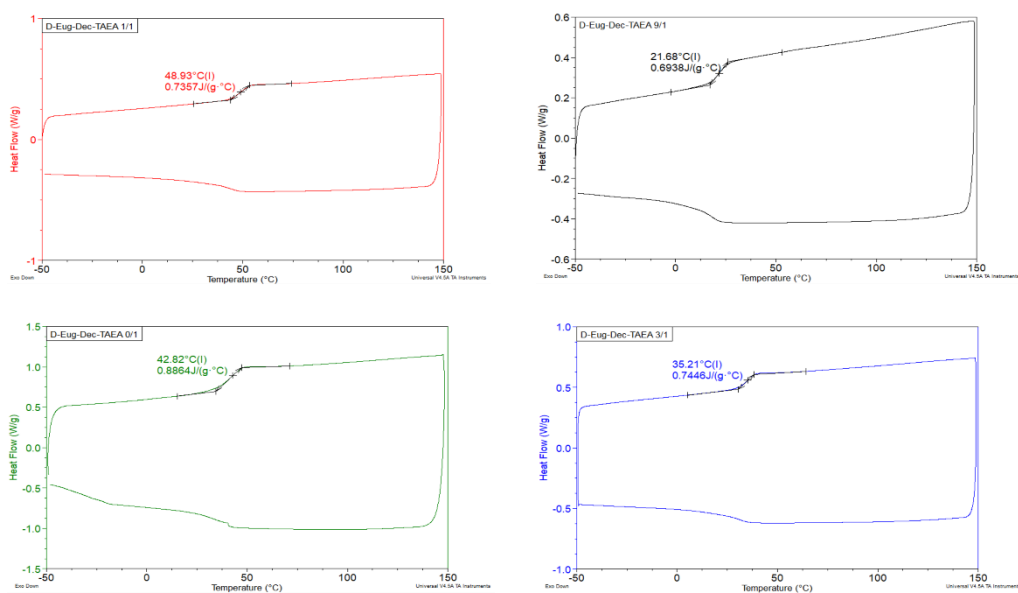 D-Eug-Dec-TAEA 1/1
48.93°C(I)
0.7357J/(g·°C)
1
0
-1
Heat Flow (W/g)
-50
0
50
100
150
Exo Down
Temperature (°C)
Universal V4.5A TA Instruments
D-Eug-Dec-TAEA 9/1
21.68°C(I)
0.6938J/(g·°C)
0.6
0.4
0.2
0.0
-0.2
-0.4
-0.6
Heat Flow (W/g)
-50
0
50
100
150
Exo Down
Temperature (°C)
Universal V4.5A TA Instruments
D-Eug-Dec-TAEA 0/1
42.82°C(I)
0.8864J/(g·°C)
1.5
1.0
0.5
0.0
-0.5
-1.0
-1.5
Heat Flow (W/g)
-50
0
50
100
150
Exo Down
Temperature (°C)
Universal V4.5A TA Instruments
D-Eug-Dec-TAEA 3/1
35.21°C(I)
0.7446J/(g·°C)
1.0
0.5
0.0
-0.5
-1.0
Heat Flow (W/g)
-50
0
50
100
150
Exo Down
Temperature (°C)
Universal V4.5A TA Instruments